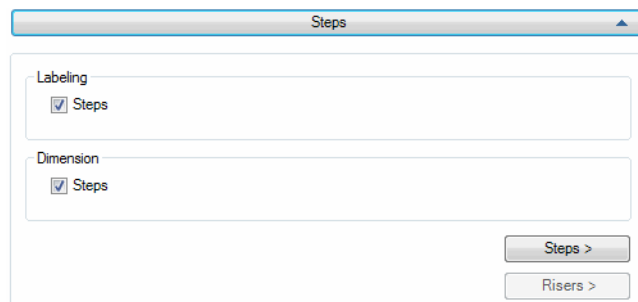 Steps
Labeling
Steps
Dimension
Steps
Steps >
Risers >